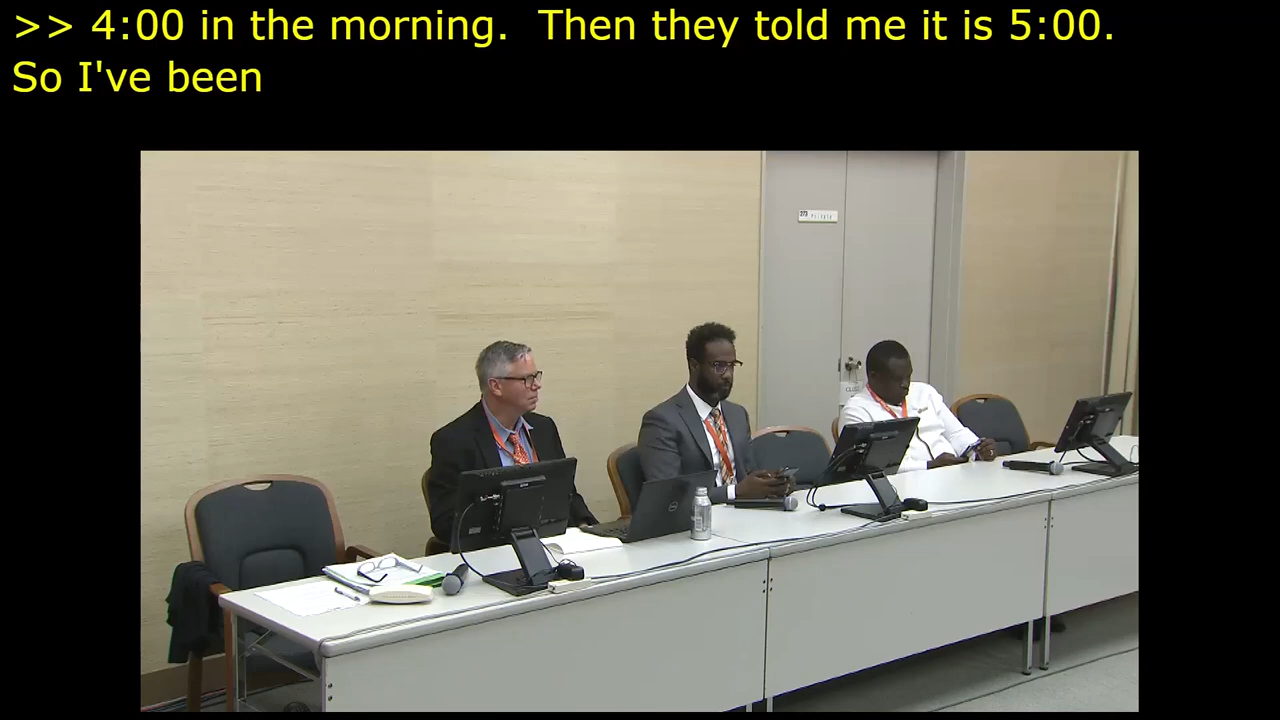 >> 4:00 in the morning.  Then they told me it is 5:00.
So I've been